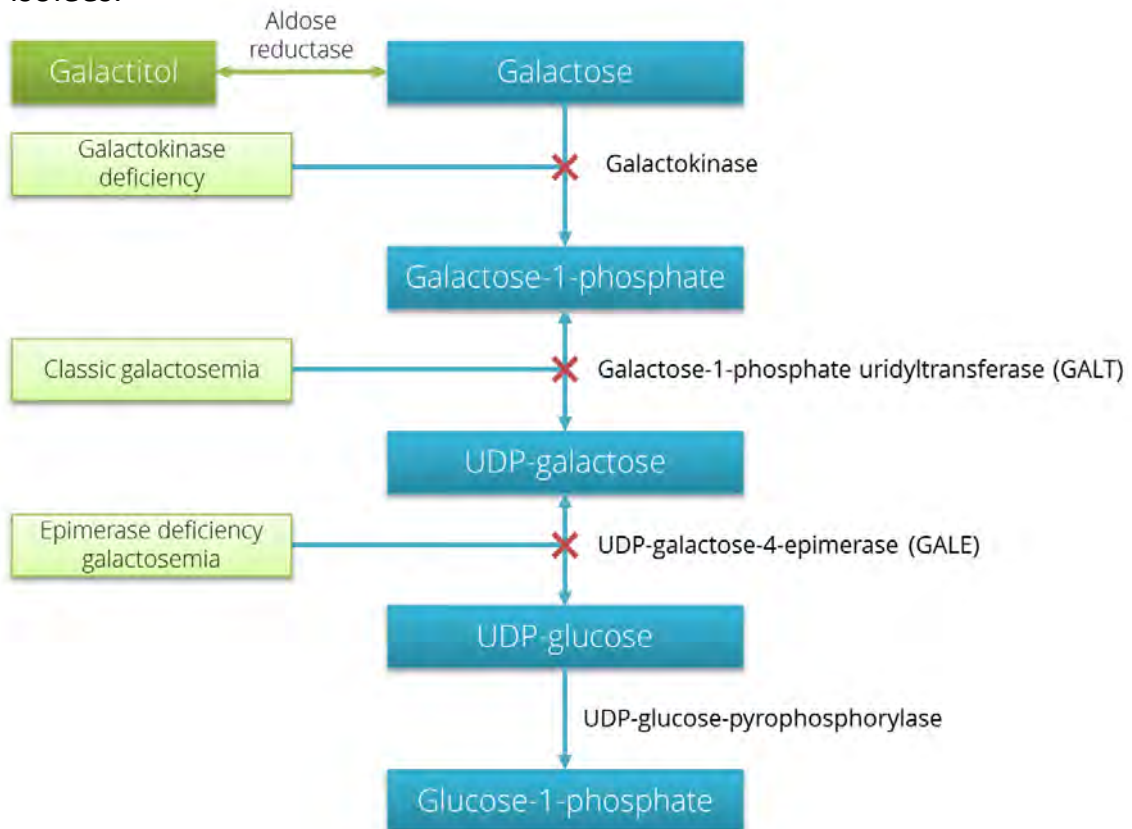 Aldose
reductase
Galactitol
Galactose
Galactokinase
deficiency
Galactokinase
Galactose-1-phosphate
Classic galactosemia
Galactose-1-phosphate uridyltransferase (GALT)
UDP-galactose
Epimerase deficiency
galactosemia
UDP-galactose-4-epimerase (GALE)
UDP-glucose
UDP-glucose-pyrophosphorylase
Glucose-1-phosphate